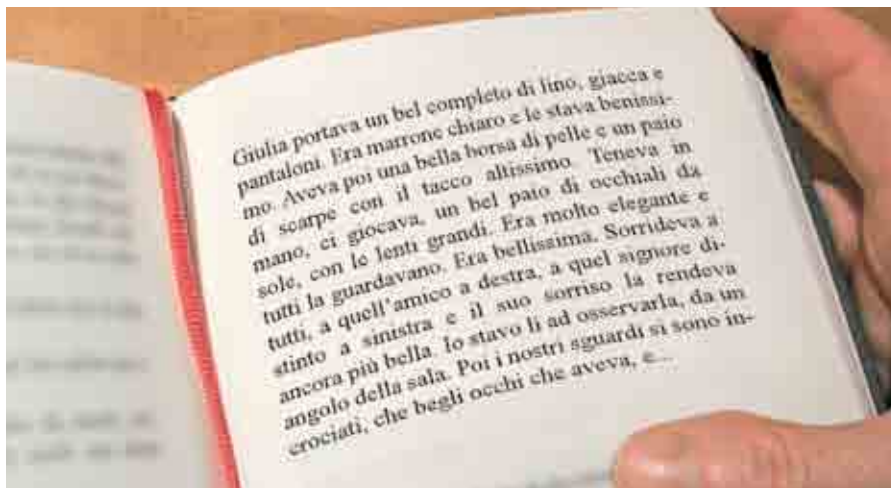 Giulia portava un bel completo di lino, giacca e
pantaloni. Era marrone chiaro e le stava benissi-
mo. Aveva poi una bella borsa di pelle e un paio
di scarpe con il tacco altissimo. Teneva in
mano, ci giocava, un bel paio di occhiali da
sole, con le lenti grandi. Era molto elegante e
tutti la guardavano. Era bellissima. Sorrideva a
tutti, a quell'amico a destra, a quel signore di-
stinto a sinistra e il suo sorriso la rendeva
ancora più bella. Io stavo lì ad osservarla, da un
angolo della sala. Poi i nostri sguardi si sono in-
crociati, che begli occhi che aveva, e...